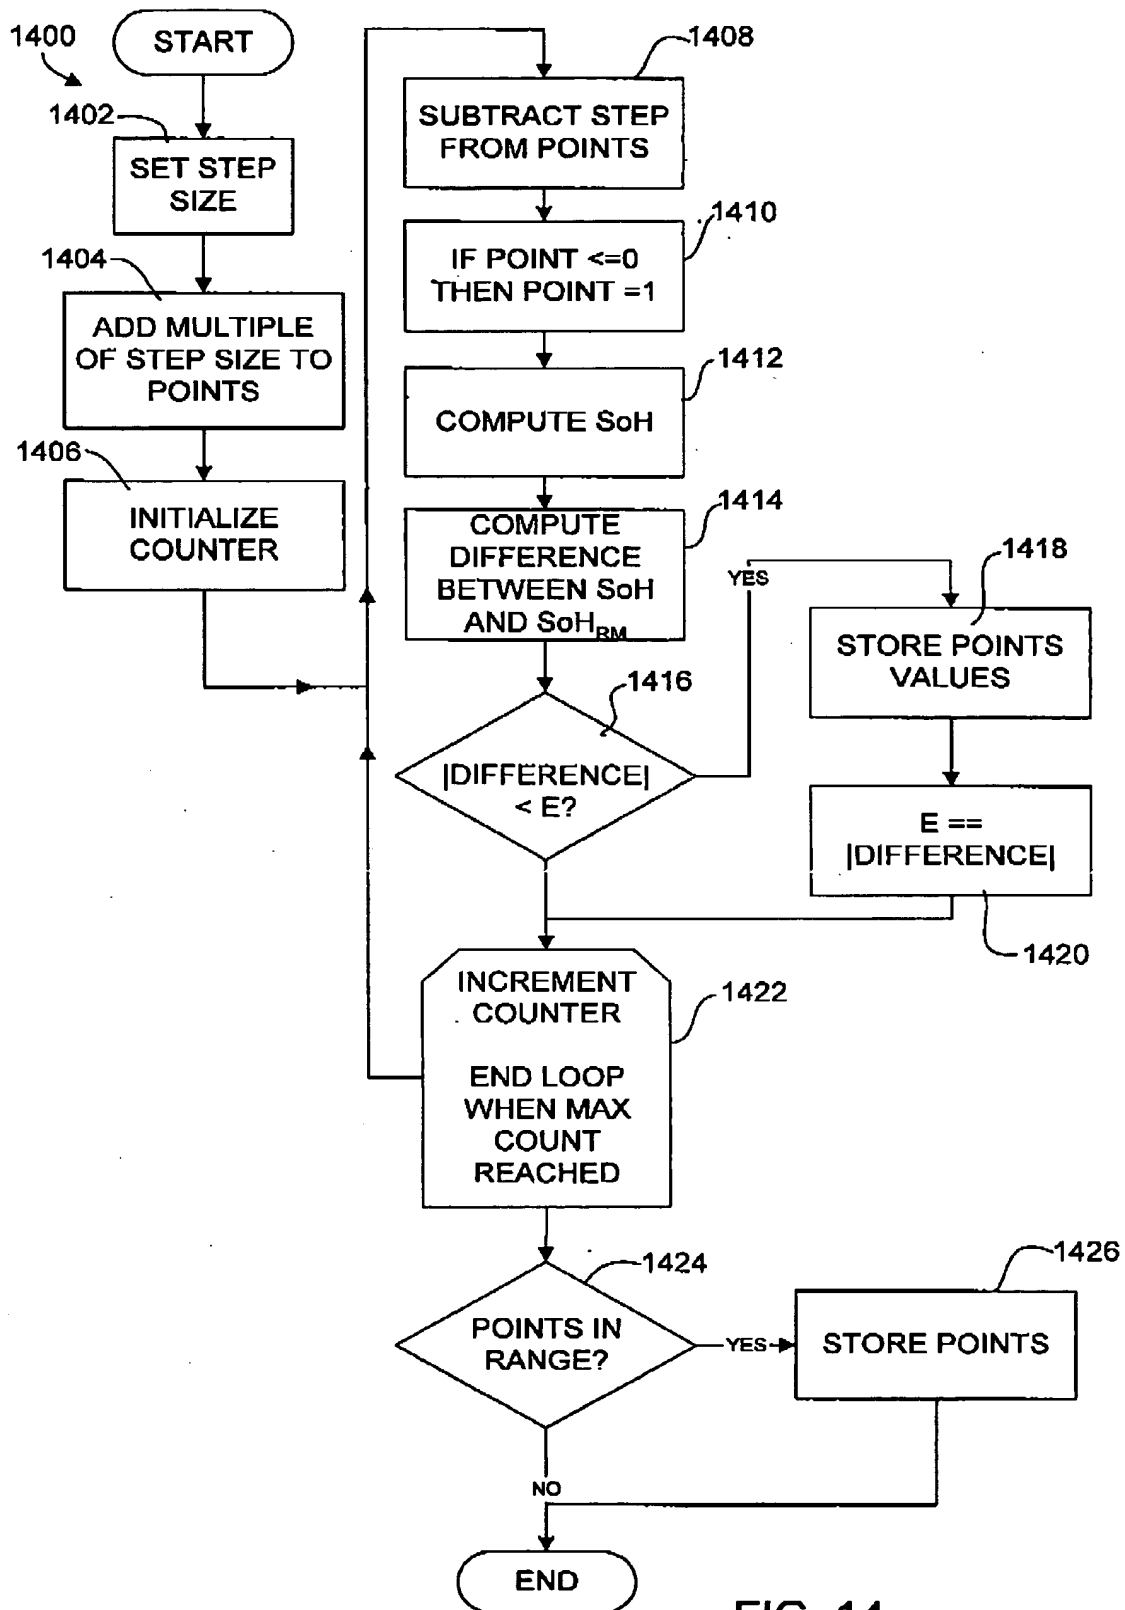 1400
START
1402
SET STEP
SIZE
1404
ADD MULTIPLE
OF STEP SIZE TO
POINTS
1406
INITIALIZE
COUNTER
1408
SUBTRACT STEP
FROM POINTS
1410
IF POINT <=0
THEN POINT =1
1412
COMPUTE SoH
1414
COMPUTE
DIFFERENCE
BETWEEN SoH
AND SoHRM
1416
|DIFFERENCE|
< E?
YES
1418
STORE POINTS
VALUES
E ==
|DIFFERENCE|
1420
INCREMENT
COUNTER
1422
END LOOP
WHEN MAX
COUNT
REACHED
1424
POINTS IN
RANGE?
YES
1426
STORE POINTS
NO
END
FIG. 14